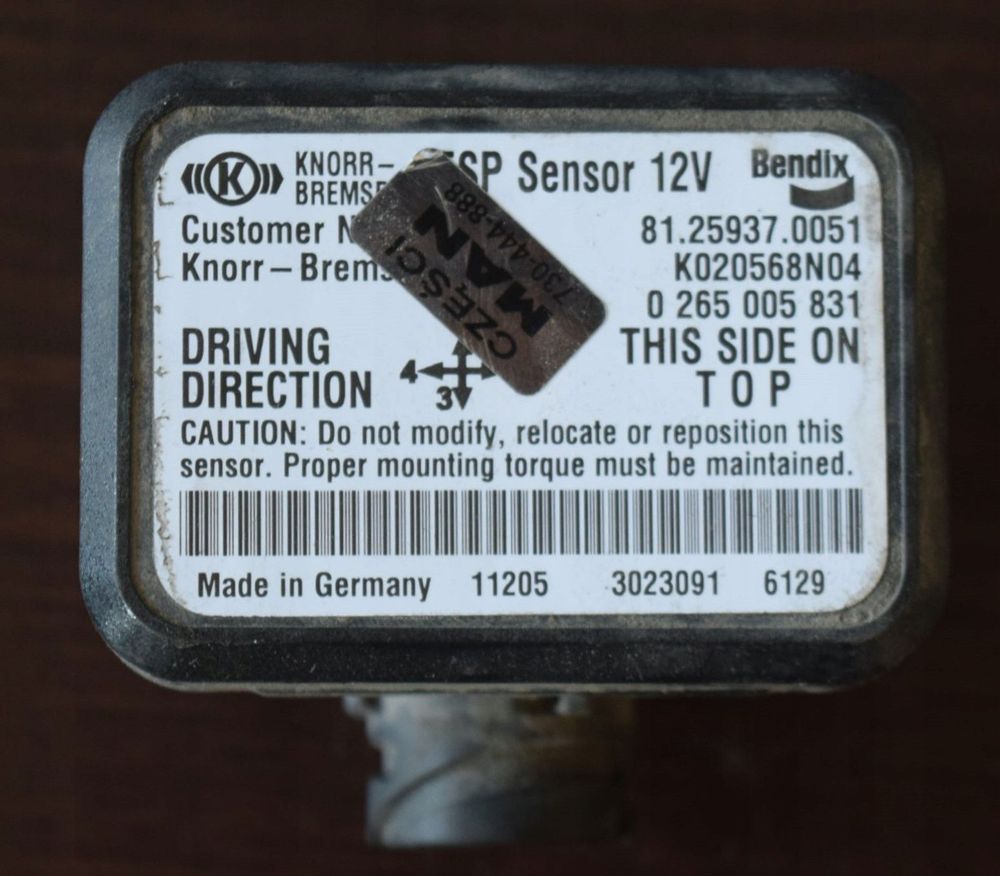 K
KNORR-
BREMSE
ESP Sensor 12V
Bendix
Customer N 81.25937.0051
Knorr – Brems K020568N04
0 265 005 831
CZĘŚCI
MAN
730-444-888
DRIVING
DIRECTION
4
3
THIS SIDE ON
TOP
CAUTION: Do not modify, relocate or reposition this
sensor. Proper mounting torque must be maintained.
Made in Germany 11205 3023091 6129